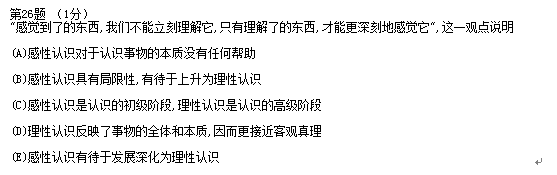 第26题 (1分)
"感觉到了的东西,我们不能立刻理解它,只有理解了的东西,才能更深刻地感觉它",这一观点说明
(A)感性认识对于认识事物的本质没有任何帮助
(B)感性认识具有局限性,有待于上升为理性认识
(C)感性认识是认识的初级阶段,理性认识是认识的高级阶段
(D)理性认识反映了事物的全体和本质,因而更接近客观真理
(E)感性认识有待于发展深化为理性认识